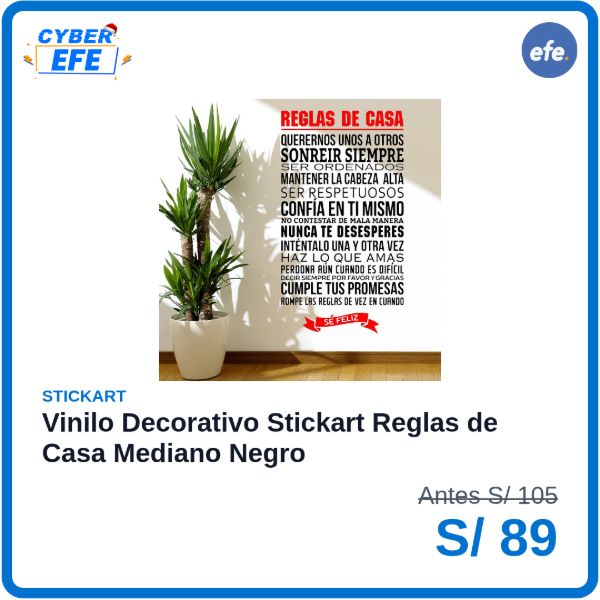 CYBER
EFE
efe.
REGLAS DE CASA
QUERERNOS UNOS A OTROS
SONREIR SIEMPRE
SER ORDENADOS
MANTENER LA CABEZA ALTA
SER RESPETUOSOS
CONFÍA EN TI MISMO
NO CONTESTAR DE MALA MANERA
NUNCA TE DESESPERES
INTÉNTALO UNA Y OTRA VEZ
HAZ LO QUE AMAS
PERDONA AÚN CUANDO ES DIFÍCIL
DECIR SIEMPRE POR FAVOR Y GRACIAS
CUMPLE TUS PROMESAS
ROMPE LAS REGLAS DE VEZ EN CUANDO
SÉ FELIZ
STICKART
Vinilo Decorativo Stickart Reglas de
Casa Mediano Negro
Antes S/ 105
S/ 89